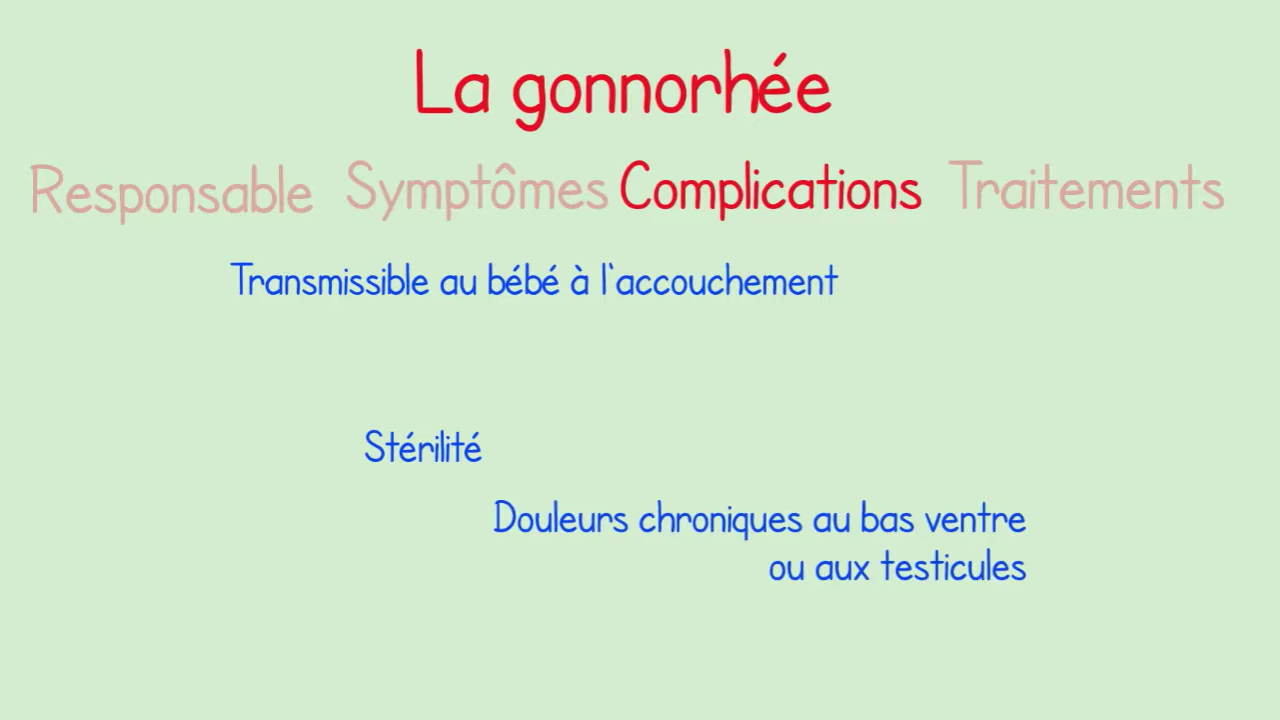 La gonnorhée
Responsable Symptômes Complications Traitements
Transmissible au bébé à l'accouchement
Stérilité
Douleurs chroniques au bas ventre
ou aux testicules